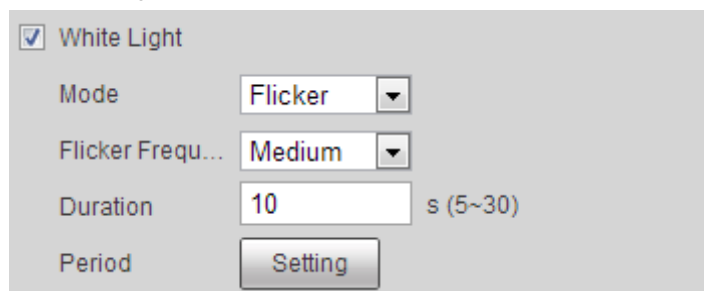 White Light
Mode Flicker
Flicker Frequ... Medium
Duration 10 s (5~30)
Period Setting